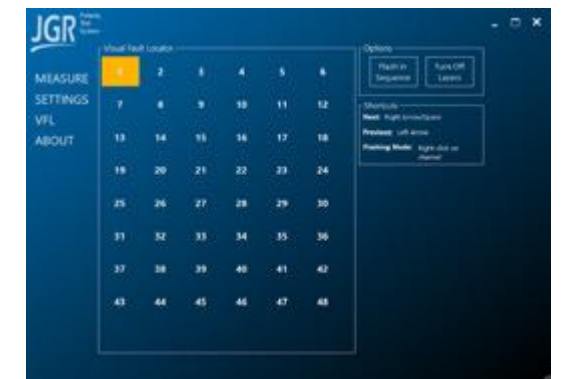 JGR Polarity
Test
System
MEASURE
SETTINGS
VFL
ABOUT
Visual Fault Locator
1 2 3 4 5 6
7 8 9 10 11 12
13 14 15 16 17 18
19 20 21 22 23 24
25 26 27 28 29 30
31 32 33 34 35 36
37 38 39 40 41 42
43 44 45 46 47 48
Options
Flash in
Sequence
Turn Off
Lasers
Shortcuts
Next: Right Arrow/Space
Previous: Left Arrow
Flashing Mode: Right click on
channel